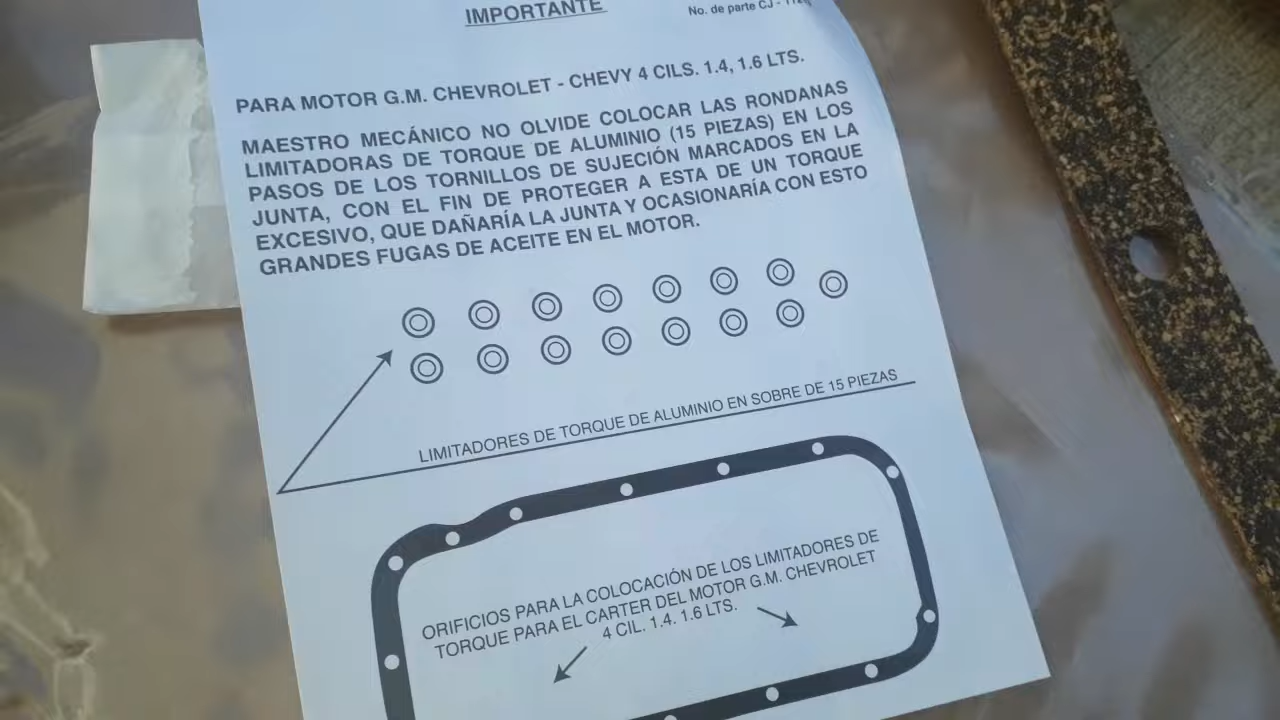 IMPORTANTE
No. de parte CJ -
PARA MOTOR G.M. CHEVROLET - CHEVY 4 CILS. 1.4, 1.6 LTS.
MAESTRO MECÁNICO NO OLVIDE COLOCAR LAS RONDANAS
LIMITADORAS DE TORQUE DE ALUMINIO (15 PIEZAS) EN LOS
PASOS DE LOS TORNILLOS DE SUJECIÓN MARCADOS EN LA
JUNTA, CON EL FIN DE PROTEGER A ESTA DE UN TORQUE
EXCESIVO, QUE DAÑARÍA LA JUNTA Y OCASIONARÍA CON ESTO
GRANDES FUGAS DE ACEITE EN EL MOTOR.
LIMITADORES DE TORQUE DE ALUMINIO EN SOBRE DE 15 PIEZAS
ORIFICIOS PARA LA COLOCACIÓN DE LOS LIMITADORES DE
TORQUE PARA EL CARTER DEL MOTOR G.M. CHEVROLET
4 CIL. 1.4. 1.6 LTS.